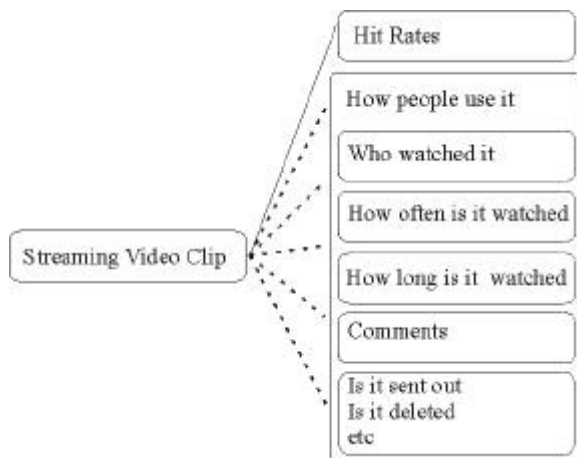 Hit Rates
How people use it
Who watched it
How often is it watched
Streaming Video Clip
How long is it watched
Comments
Is it sent out
Is it deleted
etc